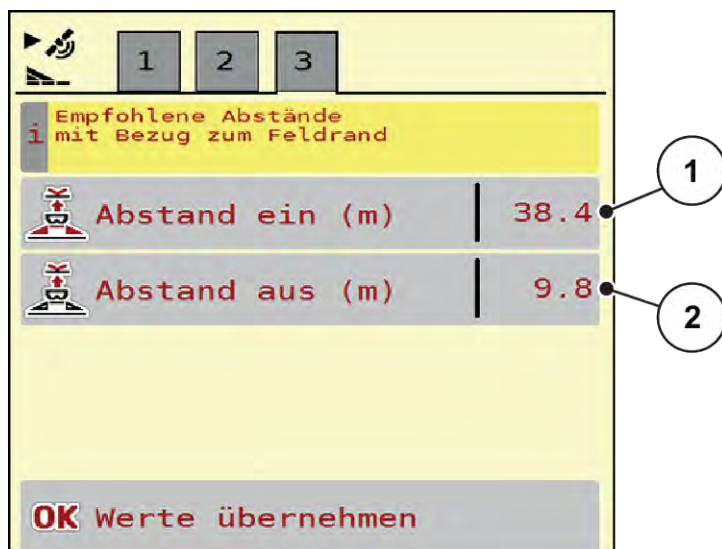 1 2 3
i Empfohlene Abstände
mit Bezug zum Feldrand
Abstand ein (m) 38.4
1
Abstand aus (m) 9.8
2
OK Werte übernehmen